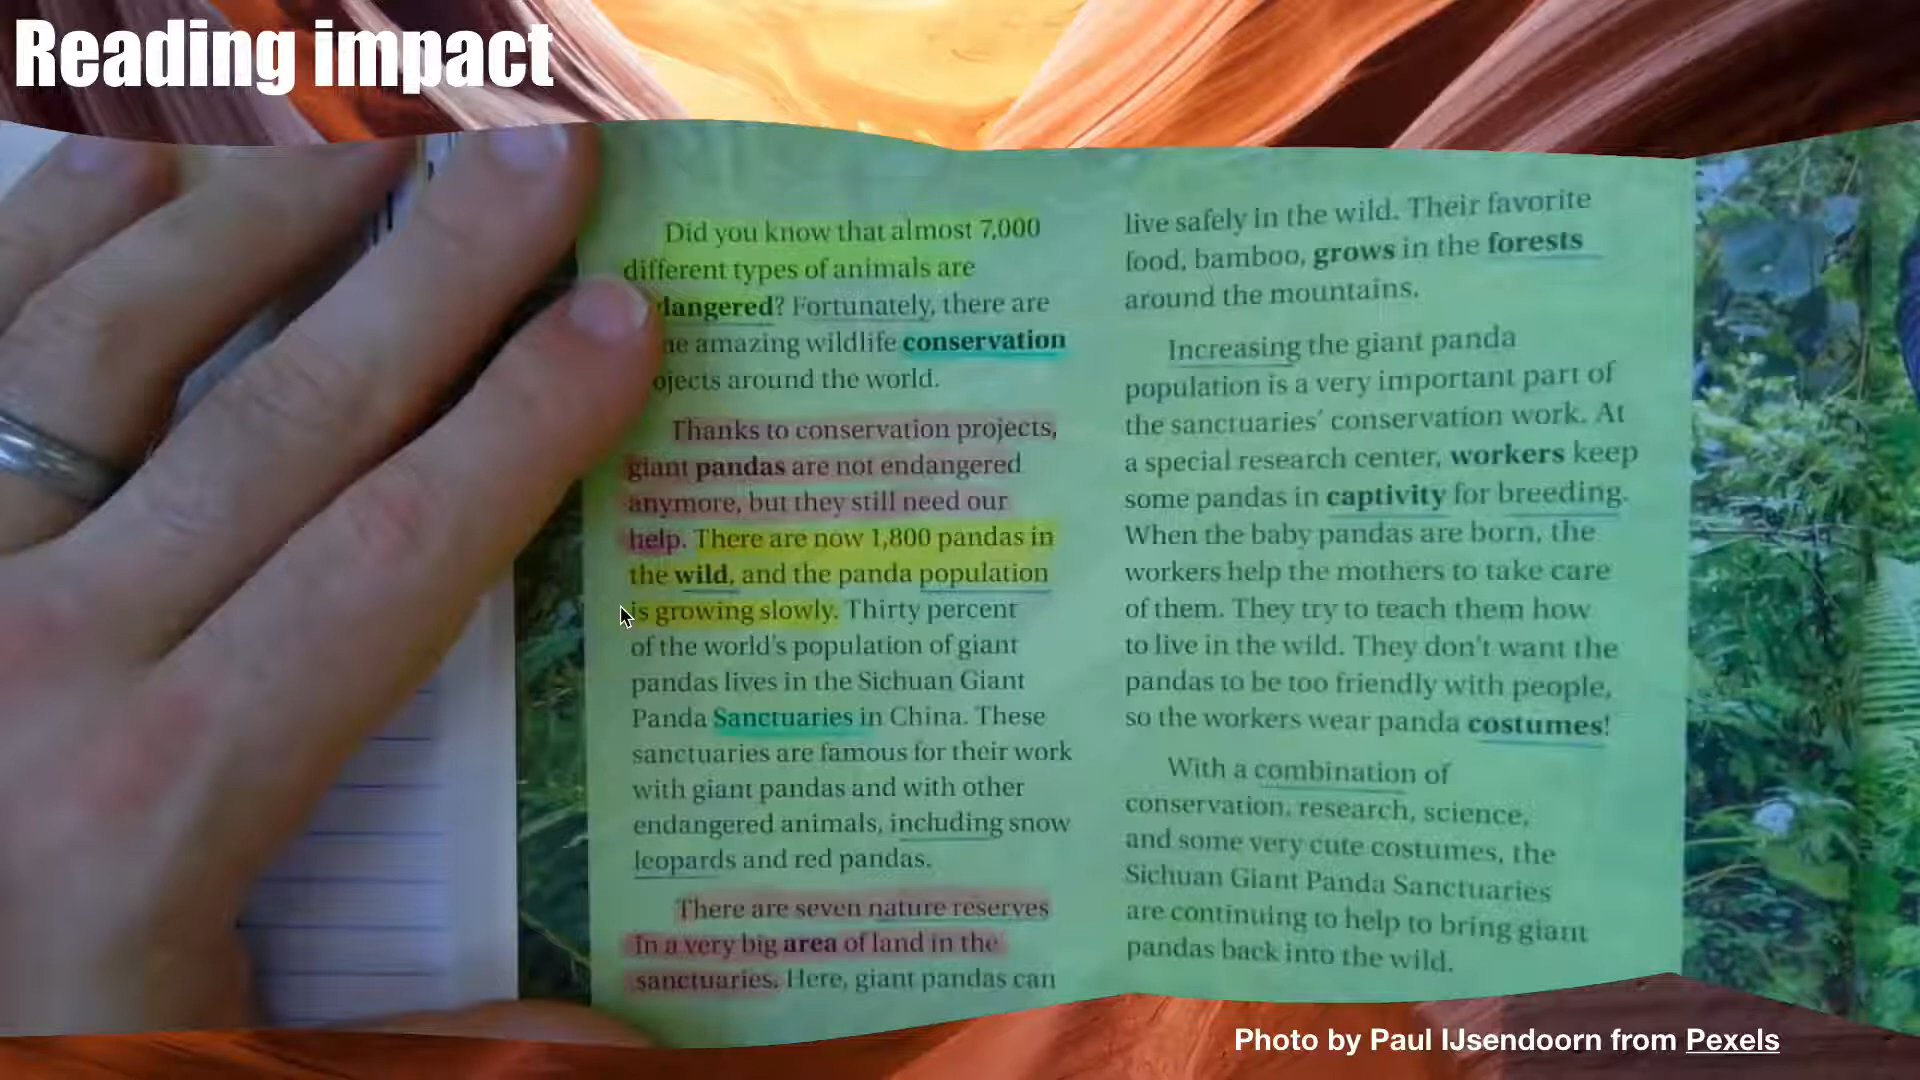 Reading impact
Did you know that almost 7,000
different types of animals are
dangered? Fortunately, there are
amazing wildlife conservation
ojects around the world.
Thanks to conservation projects,
giant pandas are not endangered
anymore, but they still need our
help. There are now 1,800 pandas in
the wild, and the panda population
is growing slowly. Thirty percent
of the world's population of giant
pandas lives in the Sichuan Giant
Panda Sanctuaries in China. These
sanctuaries are famous for their work
with giant pandas and with other
endangered animals, including snow
leopards and red pandas.
There are seven nature reserves
in a very big area of land in the
sanctuaries. Here, giant pandas can
live safely in the wild. Their favorite
food, bamboo, grows in the forests
around the mountains.
Increasing the giant panda
population is a very important part of
the sanctuaries' conservation work. At
a special research center, workers keep
some pandas in captivity for breeding.
When the baby pandas are born, the
workers help the mothers to take care
of them. They try to teach them how
to live in the wild. They don't want the
pandas to be too friendly with people,
so the workers wear panda costumes!
With a combination of
conservation, research, science,
and some very cute costumes, the
Sichuan Giant Panda Sanctuaries
are continuing to help to bring giant
pandas back into the wild.
Photo by Paul IJsendoorn from Pexels